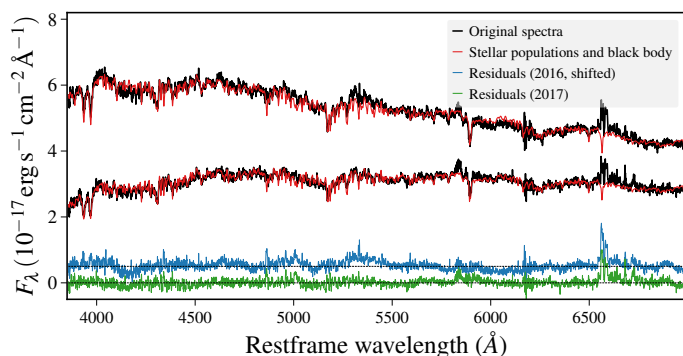 8
6
4
2
0
F_λ (10^−17 erg s^−1 cm^−2 Å^−1)
Original spectra
Stellar populations and black body
Residuals (2016, shifted)
Residuals (2017)
4000 4500 5000 5500 6000 6500
Restframe wavelength (Å)